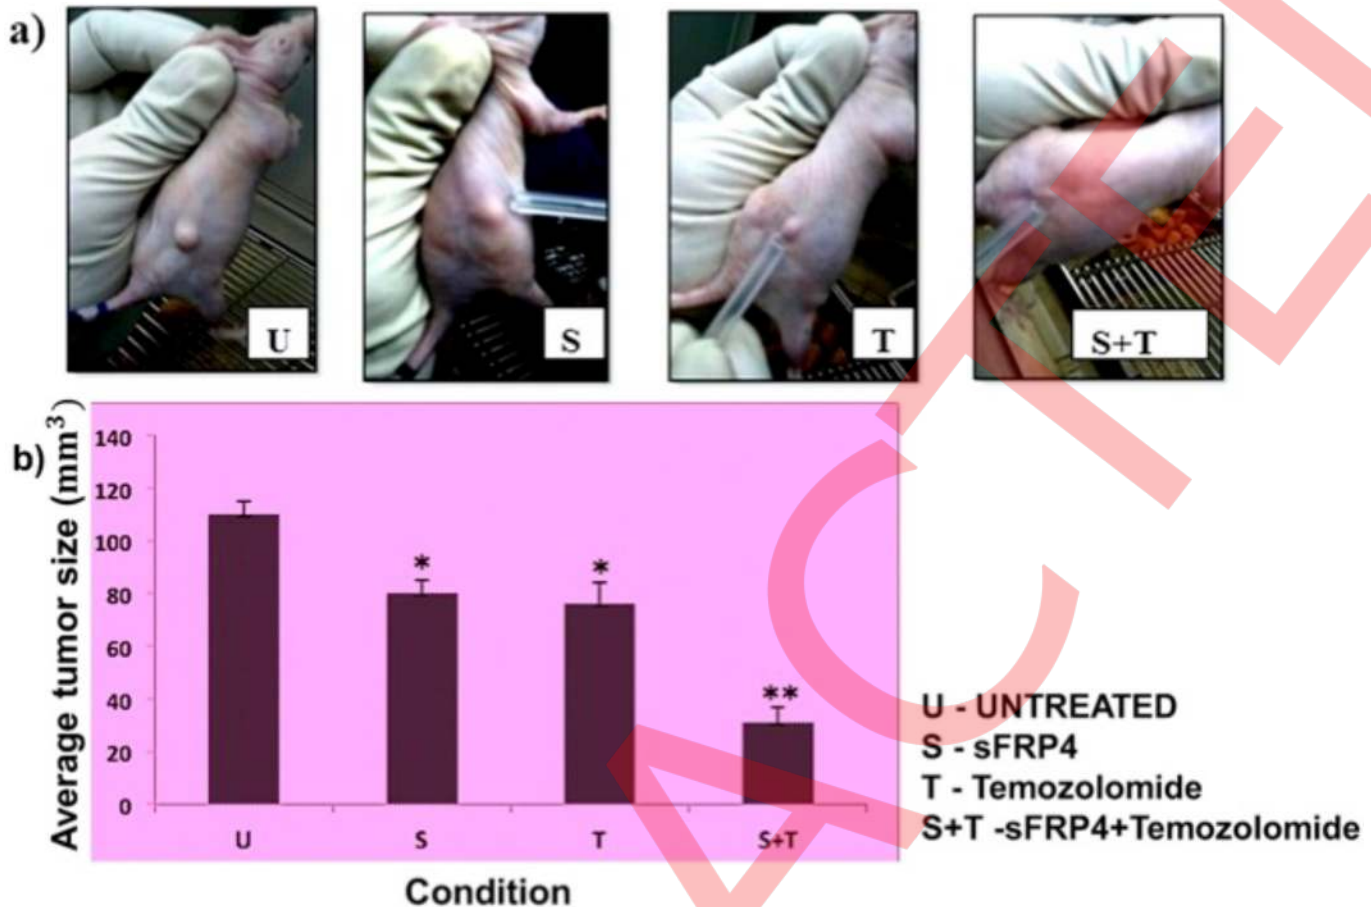 a)
U
S
T
S+T
b)
Average tumor size (mm³)
140
120
100
80
60
40
20
0
*
*
**
U
S
T
S+T
Condition
U - UNTREATED
S - sFRP4
T - Temozolomide
S+T -sFRP4+Temozolomide
ACTE